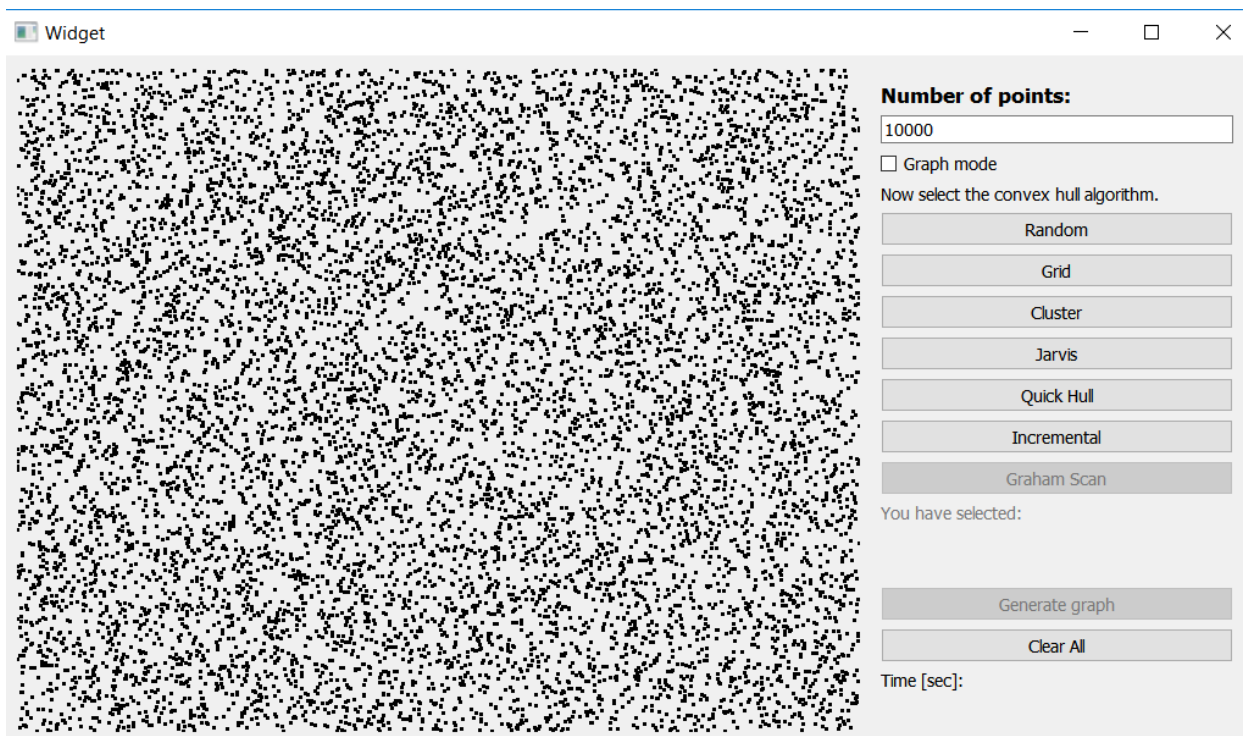 Widget
Number of points:
10000
Graph mode
Now select the convex hull algorithm.
Random
Grid
Cluster
Jarvis
Quick Hull
Incremental
Graham Scan
You have selected:
Generate graph
Clear All
Time [sec]: